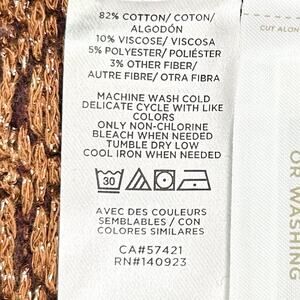 82% COTTON/ COTON/
ALGODÓN
10% VISCOSE/ VISCOSA
5% POLYESTER/ POLIÉSTER
3% OTHER FIBER/
AUTRE FIBRE/ OTRA FIBRA
MACHINE WASH COLD
DELICATE CYCLE WITH LIKE
COLORS
ONLY NON-CHLORINE
BLEACH WHEN NEEDED
TUMBLE DRY LOW
COOL IRON WHEN NEEDED
30
AVEC DES COULEURS
SEMBLABLES / CON
COLORES SIMILARES
CA#57421
RN#140923
CUT ALON
OR WASHING